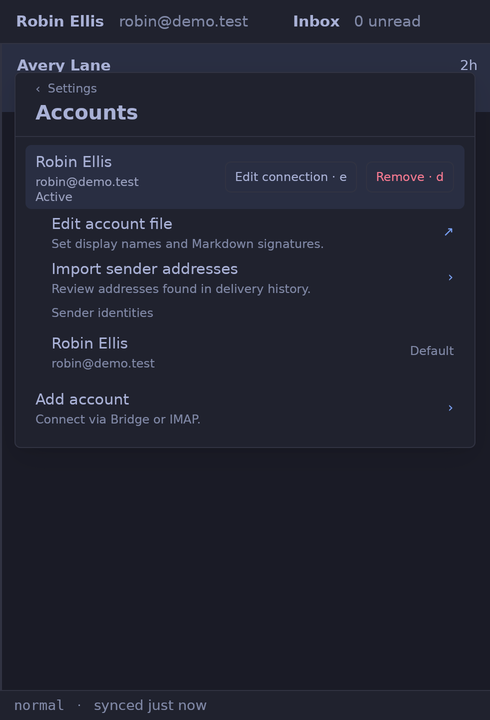 Robin Ellis robin@demo.test Inbox 0 unread
Avery Lane 2h
‹ Settings
Accounts
Robin Ellis
robin@demo.test
Active
Edit connection · e Remove · d
Edit account file ↗
Set display names and Markdown signatures.
Import sender addresses ›
Review addresses found in delivery history.
Sender identities
Robin Ellis
robin@demo.test
Default
Add account ›
Connect via Bridge or IMAP.
normal · synced just now